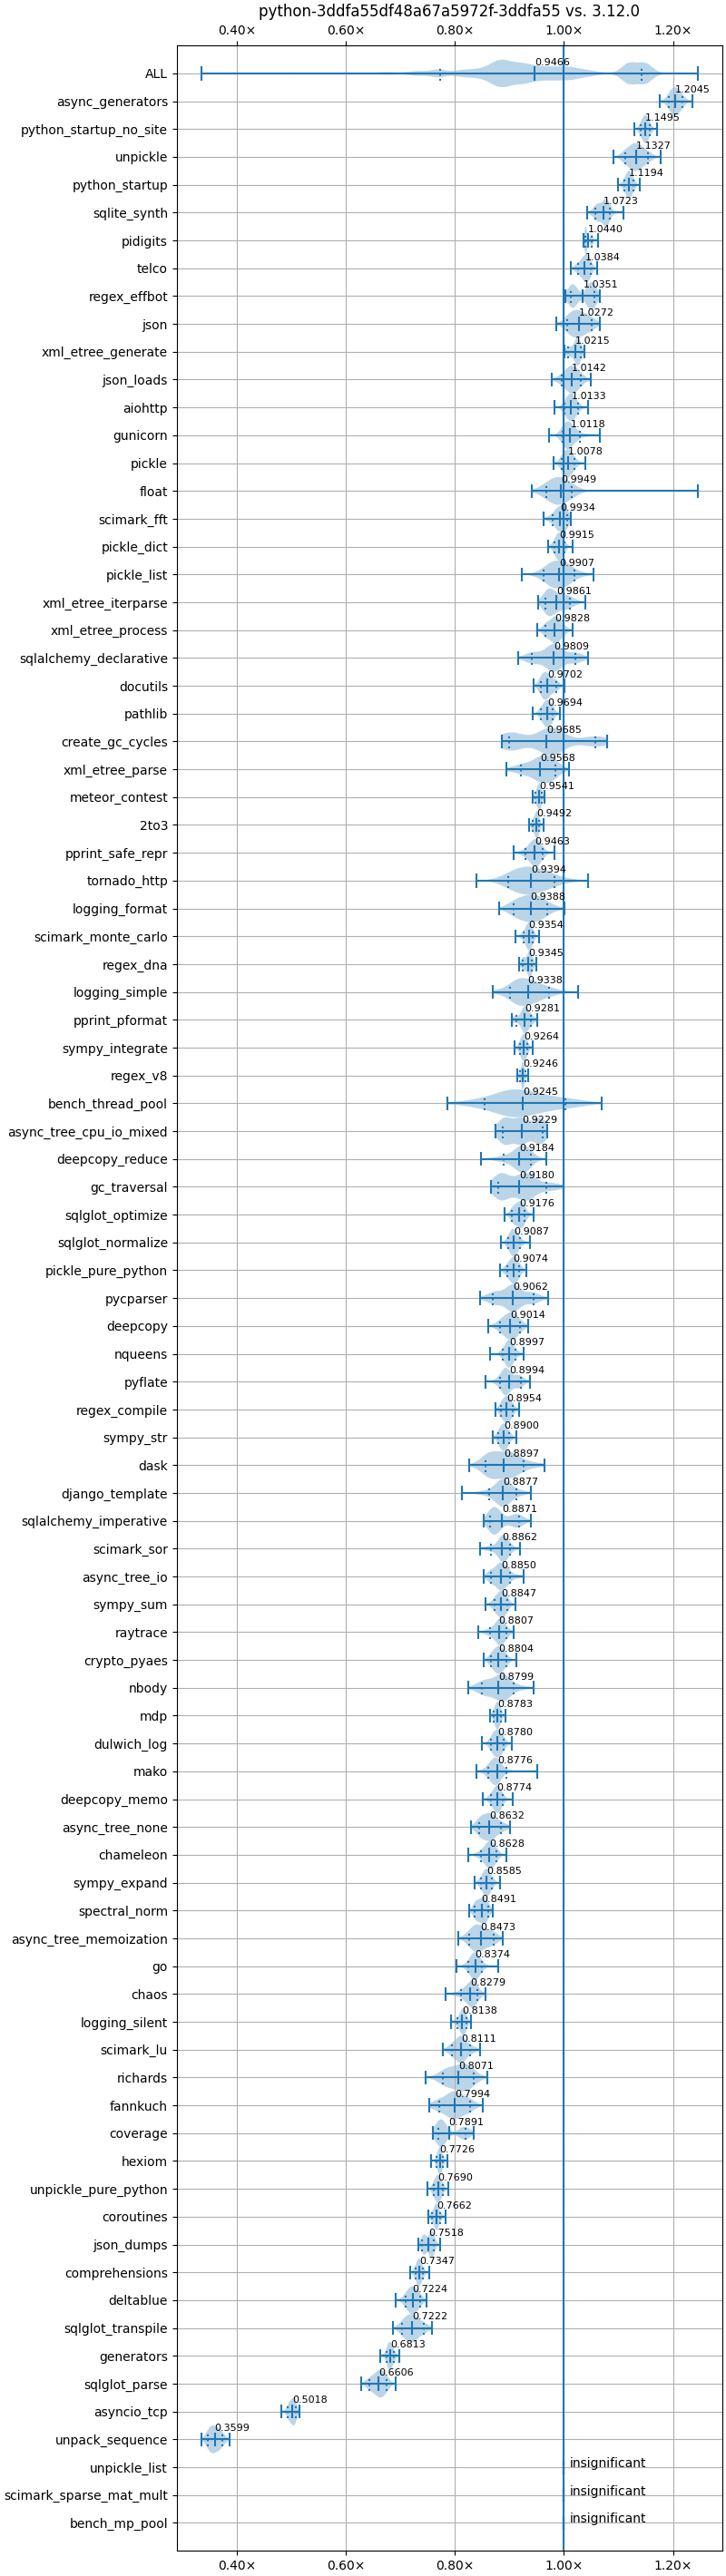 python-3ddfa55df48a67a5972f-3ddfa55 vs. 3.12.0
0.40× 0.60× 0.80× 1.00× 1.20×
ALL 0.9466
async_generators 1.2045
python_startup_no_site 1.1495
unpickle 1.1327
python_startup 1.1194
sqlite_synth 1.0723
pidigits 1.0440
telco 1.0384
regex_effbot 1.0351
json 1.0272
xml_etree_generate 1.0215
json_loads 1.0142
aiohttp 1.0133
gunicorn 1.0118
pickle 1.0078
float 0.9949
scimark_fft 0.9934
pickle_dict 0.9915
pickle_list 0.9907
xml_etree_iterparse 0.9861
xml_etree_process 0.9828
sqlalchemy_declarative 0.9809
docutils 0.9702
pathlib 0.9694
create_gc_cycles 0.9685
xml_etree_parse 0.9568
meteor_contest 0.9541
2to3 0.9492
pprint_safe_repr 0.9463
tornado_http 0.9394
logging_format 0.9388
scimark_monte_carlo 0.9354
regex_dna 0.9345
logging_simple 0.9338
pprint_pformat 0.9281
sympy_integrate 0.9264
regex_v8 0.9246
bench_thread_pool 0.9245
async_tree_cpu_io_mixed 0.9229
deepcopy_reduce 0.9184
gc_traversal 0.9180
sqlglot_optimize 0.9176
sqlglot_normalize 0.9087
pickle_pure_python 0.9074
pycparser 0.9062
deepcopy 0.9014
nqueens 0.8997
pyflate 0.8994
regex_compile 0.8954
sympy_str 0.8900
dask 0.8897
django_template 0.8877
sqlalchemy_imperative 0.8871
scimark_sor 0.8862
async_tree_io 0.8850
sympy_sum 0.8847
raytrace 0.8807
crypto_pyaes 0.8804
nbody 0.8799
mdp 0.8783
dulwich_log 0.8780
mako 0.8776
deepcopy_memo 0.8774
async_tree_none 0.8632
chameleon 0.8628
sympy_expand 0.8585
spectral_norm 0.8491
async_tree_memoization 0.8473
go 0.8374
chaos 0.8279
logging_silent 0.8138
scimark_lu 0.8111
richards 0.8071
fannkuch 0.7994
coverage 0.7891
hexiom 0.7726
unpickle_pure_python 0.7690
coroutines 0.7662
json_dumps 0.7518
comprehensions 0.7347
deltablue 0.7224
sqlglot_transpile 0.7222
generators 0.6813
sqlglot_parse 0.6606
asyncio_tcp 0.5018
unpack_sequence 0.3599
unpickle_list insignificant
scimark_sparse_mat_mult insignificant
bench_mp_pool insignificant
0.40× 0.60× 0.80× 1.00× 1.20×